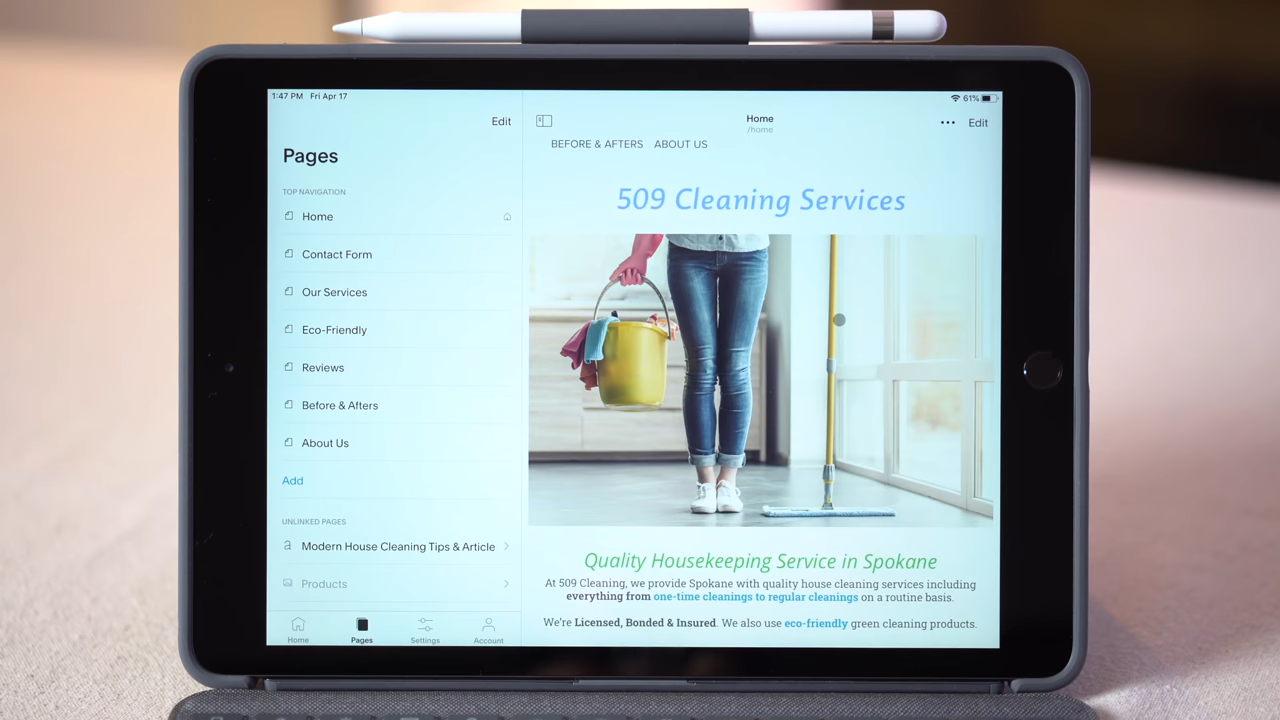 1:47 PM Fri Apr 17
61%
Edit
Pages
TOP NAVIGATION
Home
Contact Form
Our Services
Eco-Friendly
Reviews
Before & Afters
About Us
Add
UNLINKED PAGES
Modern House Cleaning Tips & Article
Products
Home
Pages
Settings
Account
Home
/home
Edit
BEFORE & AFTERS ABOUT US
509 Cleaning Services
Quality Housekeeping Service in Spokane
At 509 Cleaning, we provide Spokane with quality house cleaning services including
everything from one-time cleanings to regular cleanings on a routine basis.
We're Licensed, Bonded & Insured. We also use eco-friendly green cleaning products.